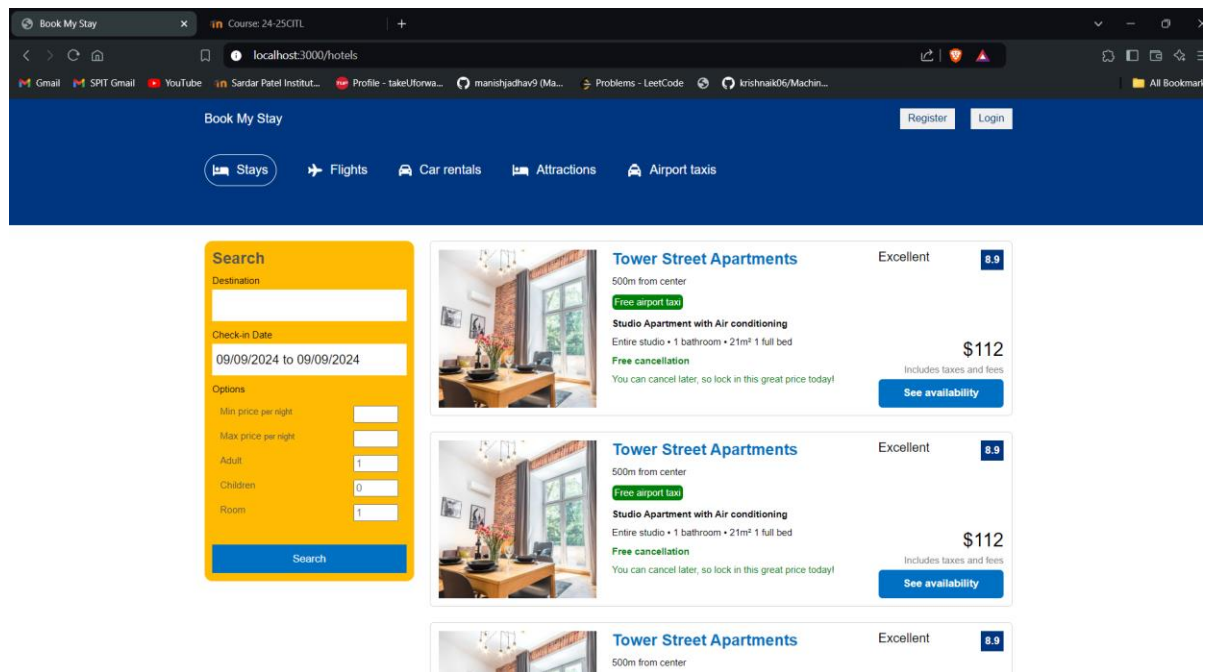 Book My Stay
Course: 24-25CITL
localhost:3000/hotels
Gmail SPIT Gmail YouTube Sardar Patel Institut... Profile - takeUforwa... manishjadhav9 (Ma... Problems - LeetCode krishnaik06/Machin... All Bookmark
Book My Stay Register Login
Stays Flights Car rentals Attractions Airport taxis
Search
Destination
Check-in Date
09/09/2024 to 09/09/2024
Options
Min price per night
Max price per night
Adult 1
Children 0
Room 1
Search
Tower Street Apartments Excellent 8.9
500m from center
Free airport taxi
Studio Apartment with Air conditioning
Entire studio • 1 bathroom • 21m² 1 full bed
Free cancellation
You can cancel later, so lock in this great price today!
$112
Includes taxes and fees
See availability
Tower Street Apartments Excellent 8.9
500m from center
Free airport taxi
Studio Apartment with Air conditioning
Entire studio • 1 bathroom • 21m² 1 full bed
Free cancellation
You can cancel later, so lock in this great price today!
$112
Includes taxes and fees
See availability
Tower Street Apartments Excellent 8.9
500m from center